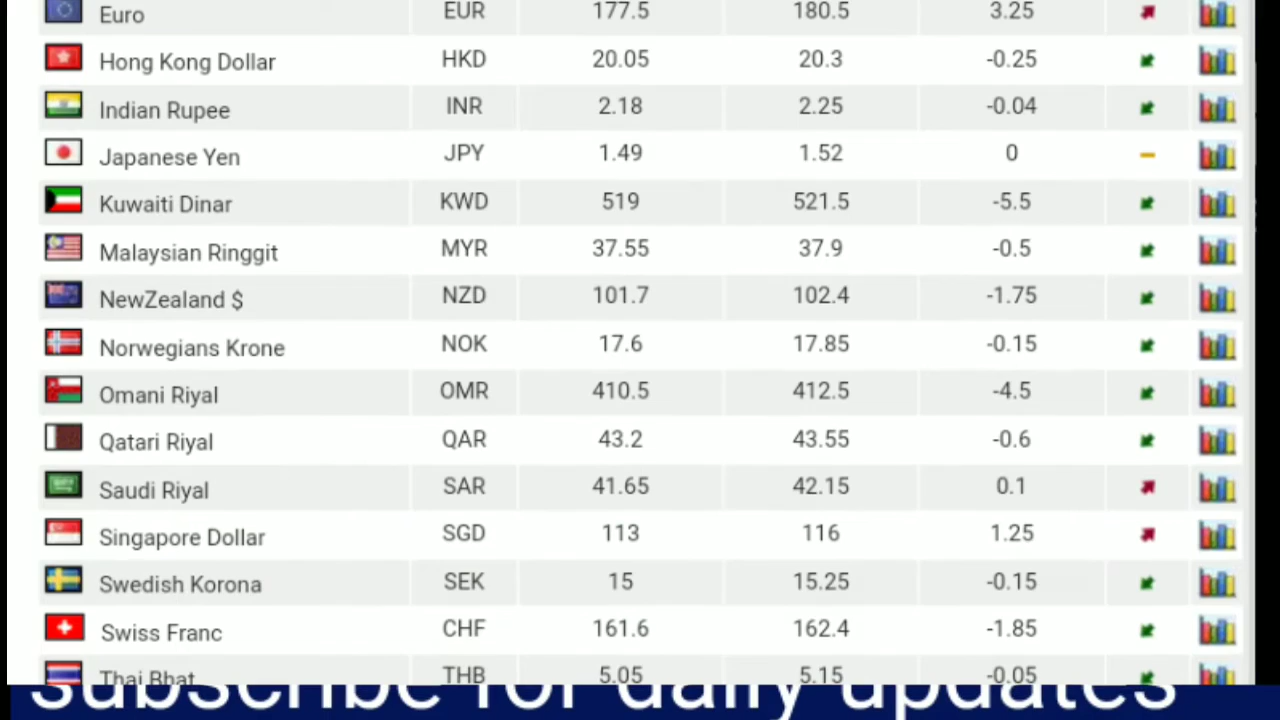 Euro EUR 177.5 180.5 3.25
Hong Kong Dollar HKD 20.05 20.3 -0.25
Indian Rupee INR 2.18 2.25 -0.04
Japanese Yen JPY 1.49 1.52 0
Kuwaiti Dinar KWD 519 521.5 -5.5
Malaysian Ringgit MYR 37.55 37.9 -0.5
NewZealand $ NZD 101.7 102.4 -1.75
Norwegians Krone NOK 17.6 17.85 -0.15
Omani Riyal OMR 410.5 412.5 -4.5
Qatari Riyal QAR 43.2 43.55 -0.6
Saudi Riyal SAR 41.65 42.15 0.1
Singapore Dollar SGD 113 116 1.25
Swedish Korona SEK 15 15.25 -0.15
Swiss Franc CHF 161.6 162.4 -1.85
Thai Bhat THB 5.05 5.15 -0.05
subscribe for daily updates